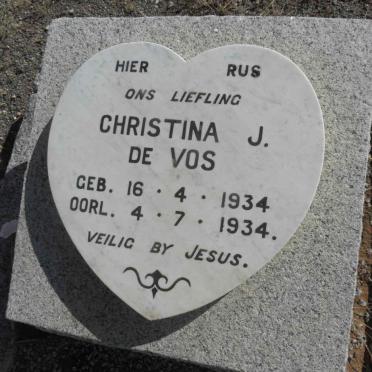 HIER RUS
ONS LIEFLING
CHRISTINA J.
DE VOS
GEB. 16 · 4 · 1934
OORL. 4 · 7 · 1934.
VEILIG BY JESUS.